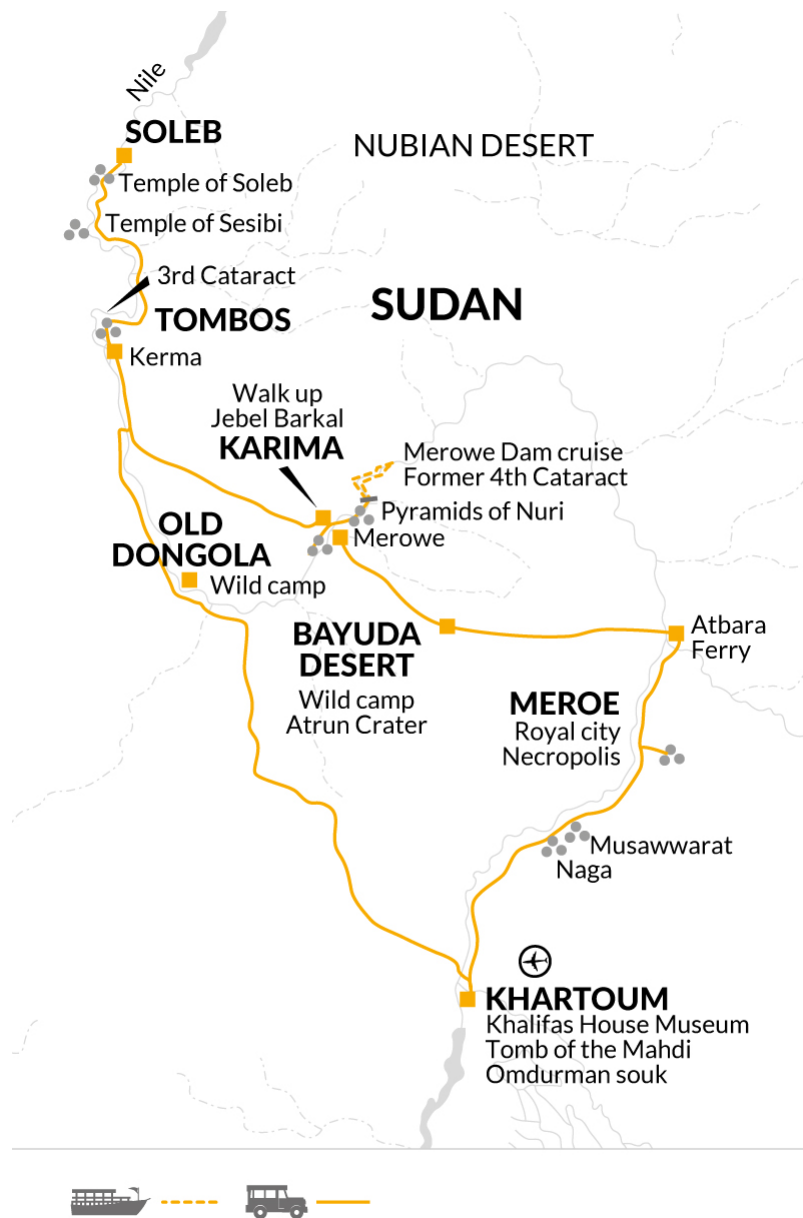 Nile
SOLEB
NUBIAN DESERT
Temple of Soleb
Temple of Sesibi
3rd Cataract
SUDAN
TOMBOS
Kerma
Walk up
Jebel Barkal
KARIMA
Merowe Dam cruise
Former 4th Cataract
Pyramids of Nuri
Merowe
OLD
DONGOLA
Wild camp
BAYUDA
DESERT
Wild camp
Atrun Crater
Atbara
Ferry
MEROE
Royal city
Necropolis
Musawwarat
Naga
KHARTOUM
Khalifas House Museum
Tomb of the Mahdi
Omdurman souk